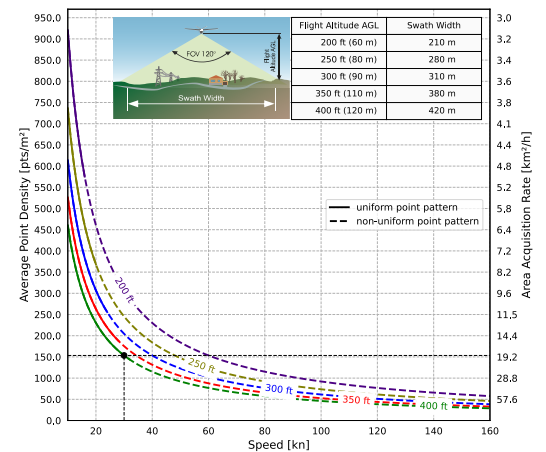 950.0
900.0
850.0
800.0
750.0
700.0
650.0
600.0
550.0
500.0
450.0
400.0
350.0
300.0
250.0
200.0
150.0
100.0
50.0
0.0
Average Point Density [pts/m²]
FOV 120°
Flight
Altitude AGL
Swath Width
Flight Altitude AGL Swath Width
200 ft (60 m) 210 m
250 ft (80 m) 280 m
300 ft (90 m) 310 m
350 ft (110 m) 380 m
400 ft (120 m) 420 m
uniform point pattern
non-uniform point pattern
200 ft
250 ft
300 ft
350 ft
400 ft
3,0
3.2
3.4
3.6
3.8
4.1
4.4
4.8
5.2
5.8
6.4
7.2
8.2
9.6
11.5
14.4
19.2
28.8
57.6
Area Acquisition Rate [km²/h]
20 40 60 80 100 120 140 160
Speed [kn]